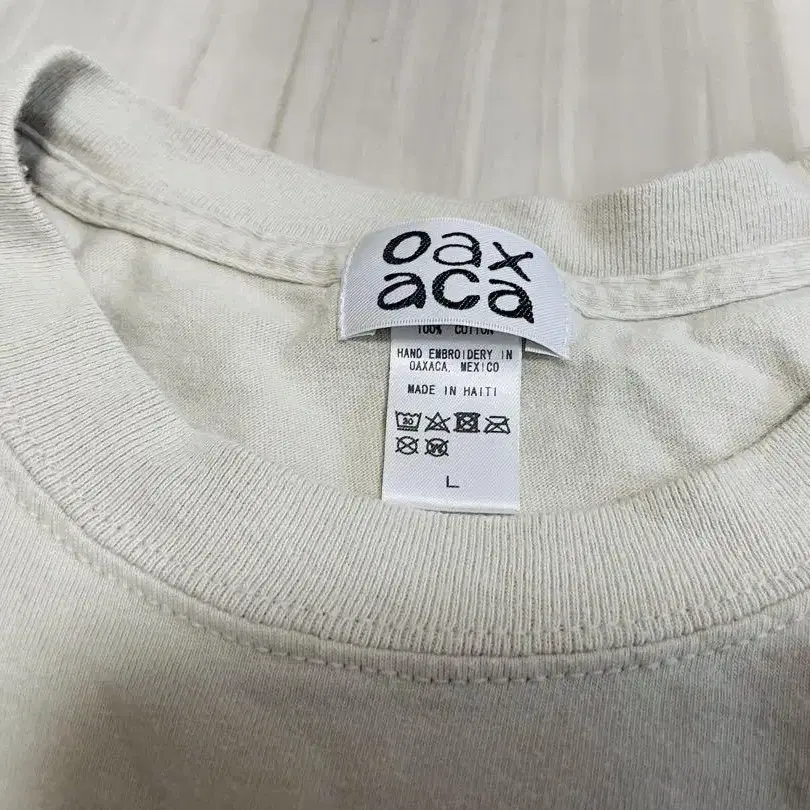 oax
aca
100% COTTON
HAND EMBROIDERY IN
OAXACA, MEXICO
MADE IN HAITI
30
W
L